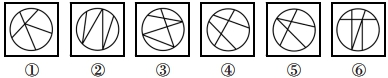 ① ② ③ ④ ⑤ ⑥